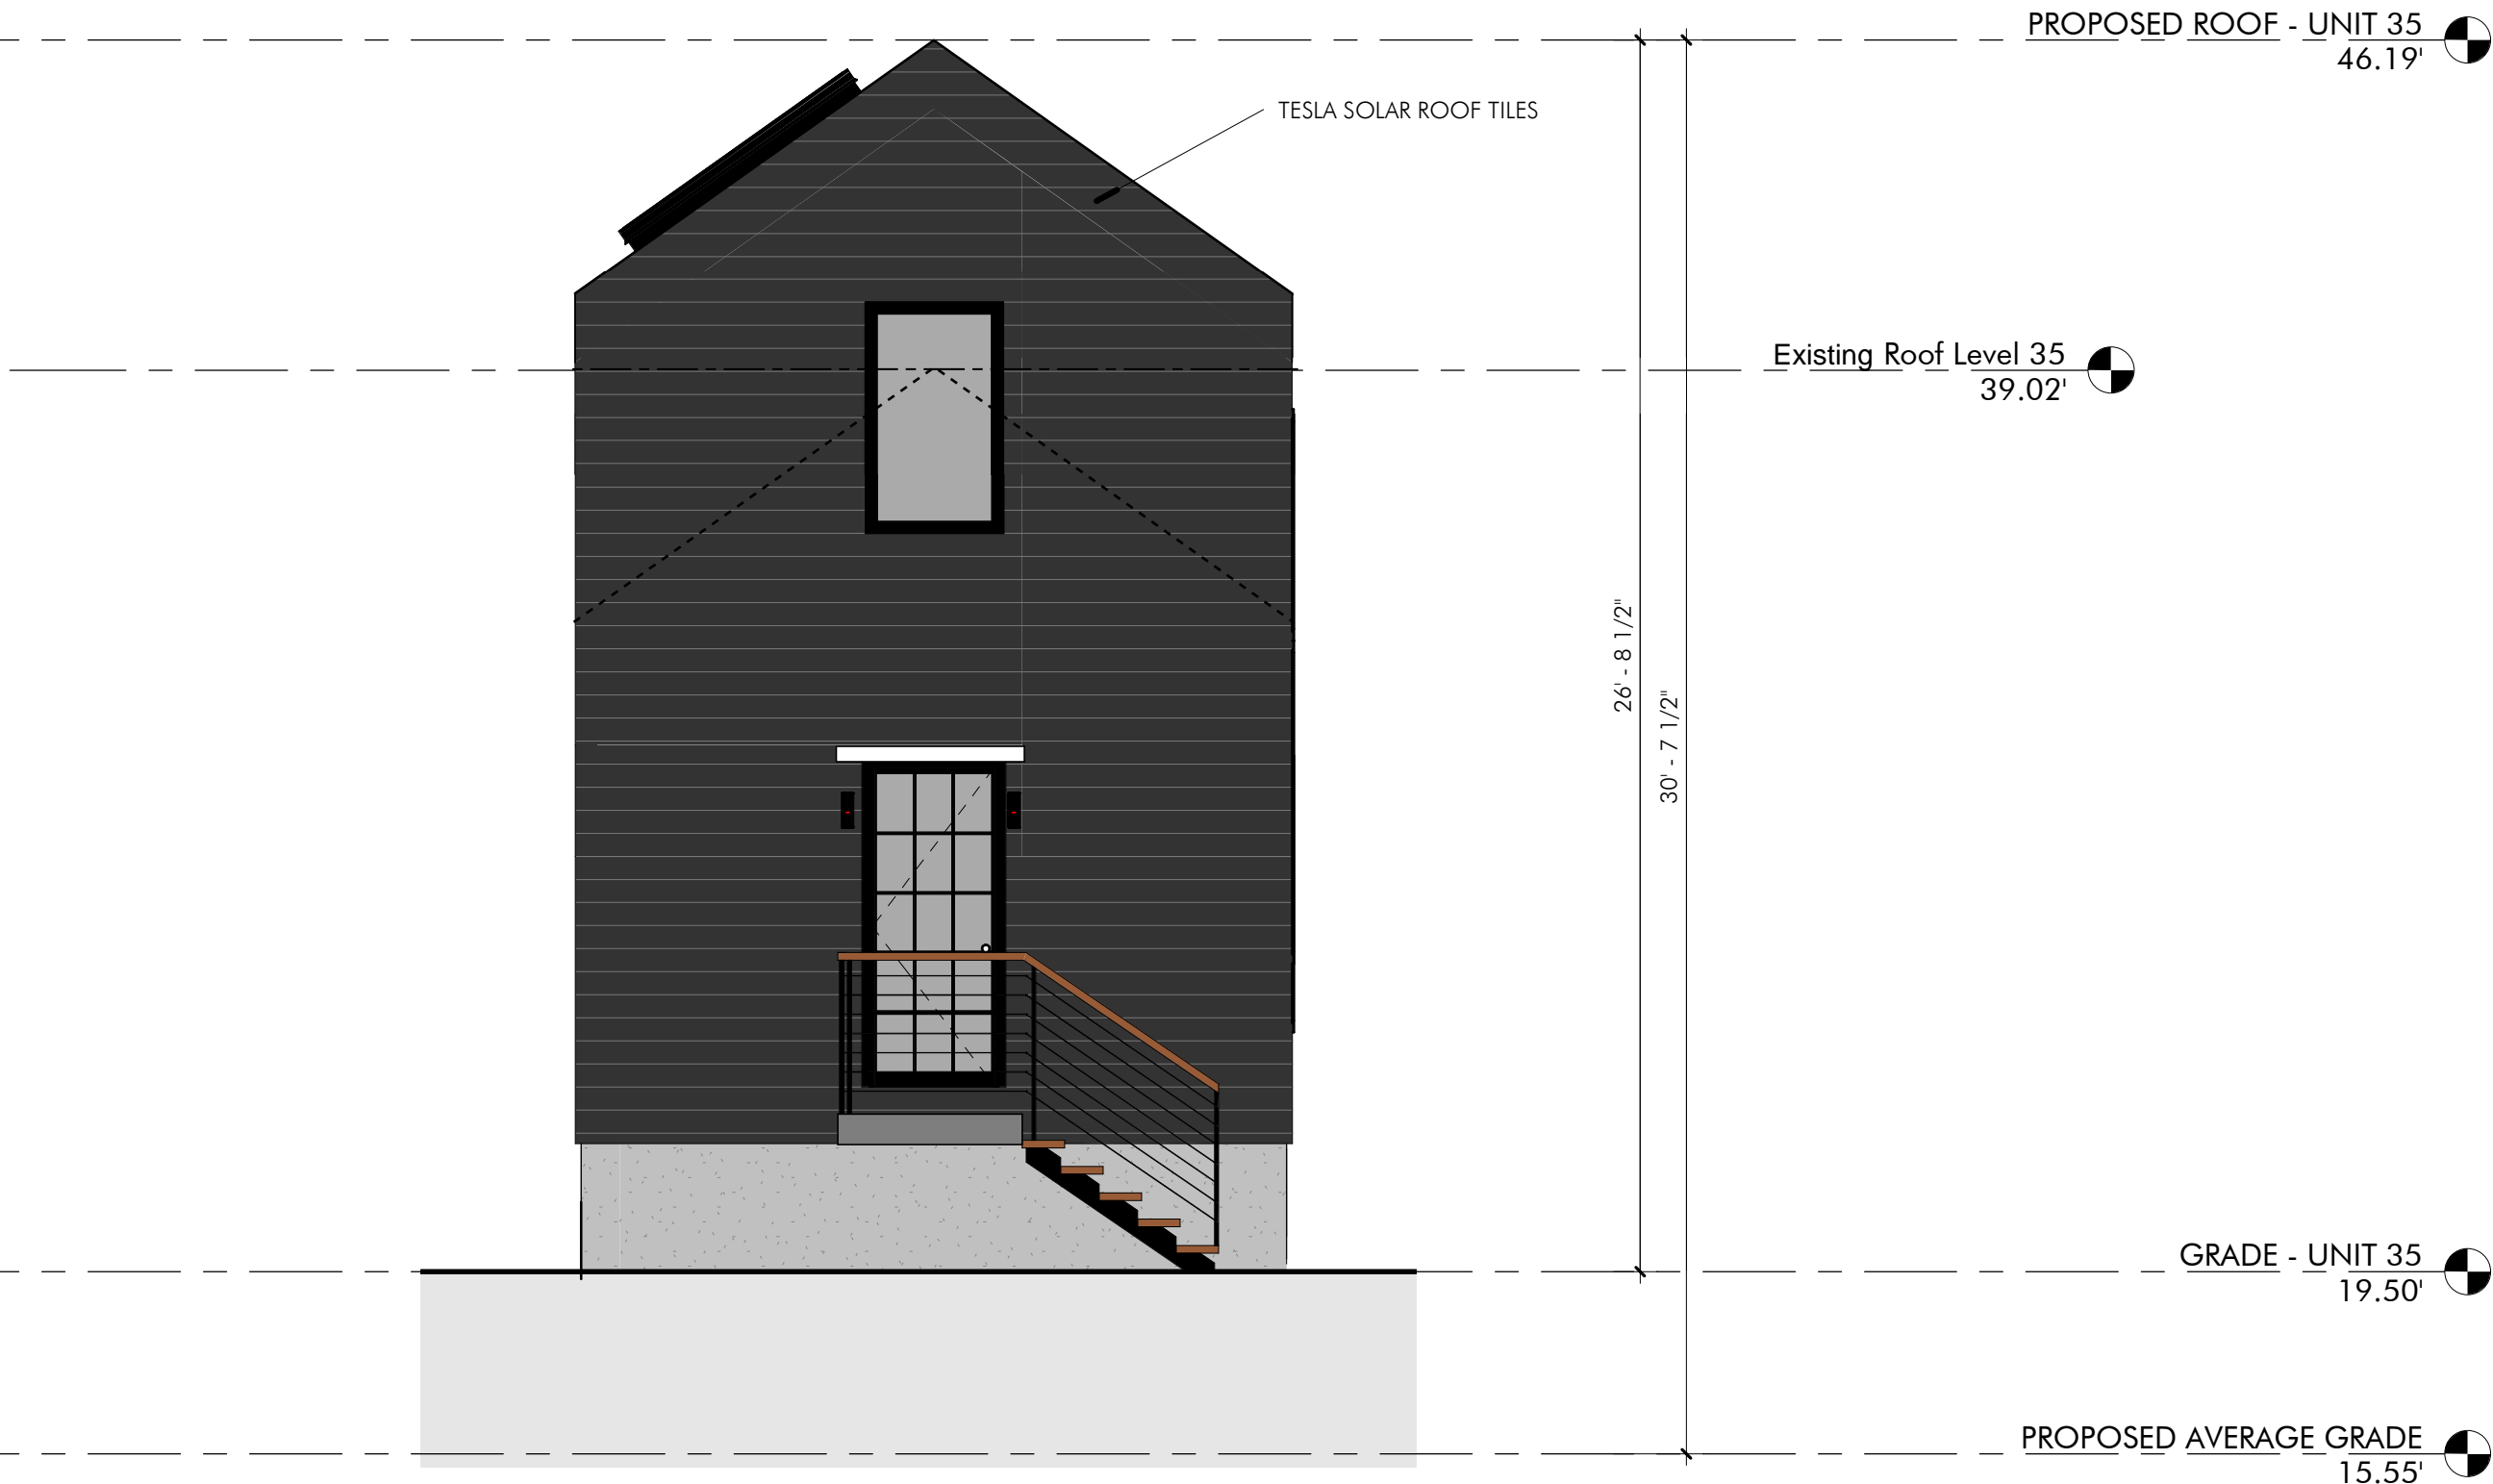 PROPOSED ROOF - UNIT 35
46.19'
TESLA SOLAR ROOF TILES
Existing Roof Level 35
39.02'
26' - 8 1/2"
30' - 7 1/2"
GRADE - UNIT 35
19.50'
PROPOSED AVERAGE GRADE
15.55'